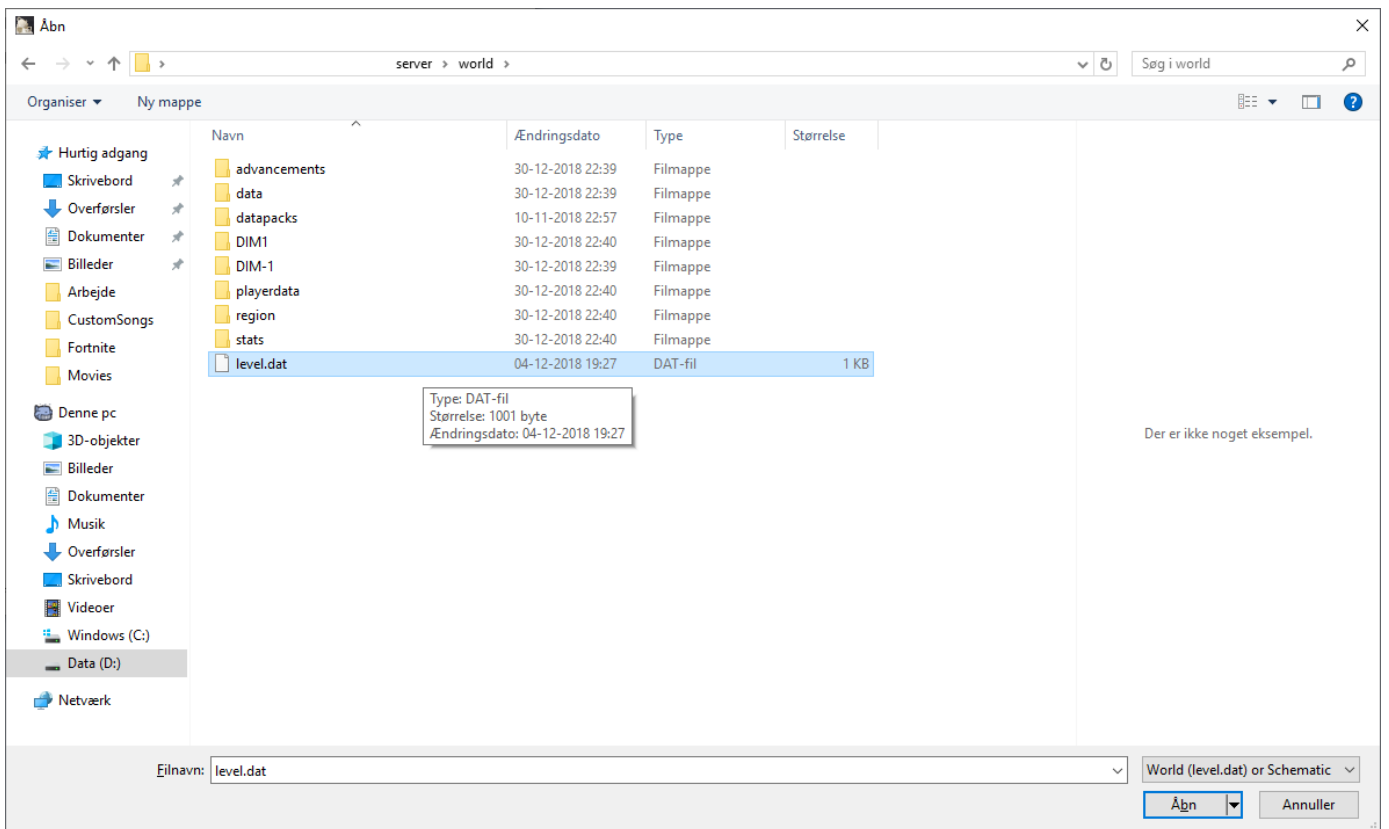 Åbn
server › world ›
Søg i world
Organiser
Ny mappe
Navn
Ændringsdato
Type
Størrelse
Hurtig adgang
Skrivebord
Overførsler
Dokumenter
Billeder
Arbejde
CustomSongs
Fortnite
Movies
Denne pc
3D-objekter
Billeder
Dokumenter
Musik
Overførsler
Skrivebord
Videoer
Windows (C:)
Data (D:)
Netværk
advancements 30-12-2018 22:39 Filmappe
data 30-12-2018 22:39 Filmappe
datapacks 10-11-2018 22:57 Filmappe
DIM1 30-12-2018 22:40 Filmappe
DIM-1 30-12-2018 22:39 Filmappe
playerdata 30-12-2018 22:40 Filmappe
region 30-12-2018 22:40 Filmappe
stats 30-12-2018 22:40 Filmappe
level.dat 04-12-2018 19:27 DAT-fil 1 KB
Type: DAT-fil
Størrelse: 1001 byte
Ændringsdato: 04-12-2018 19:27
Der er ikke noget eksempel.
Filnavn: level.dat
World (level.dat) or Schematic
Åbn
Annuller